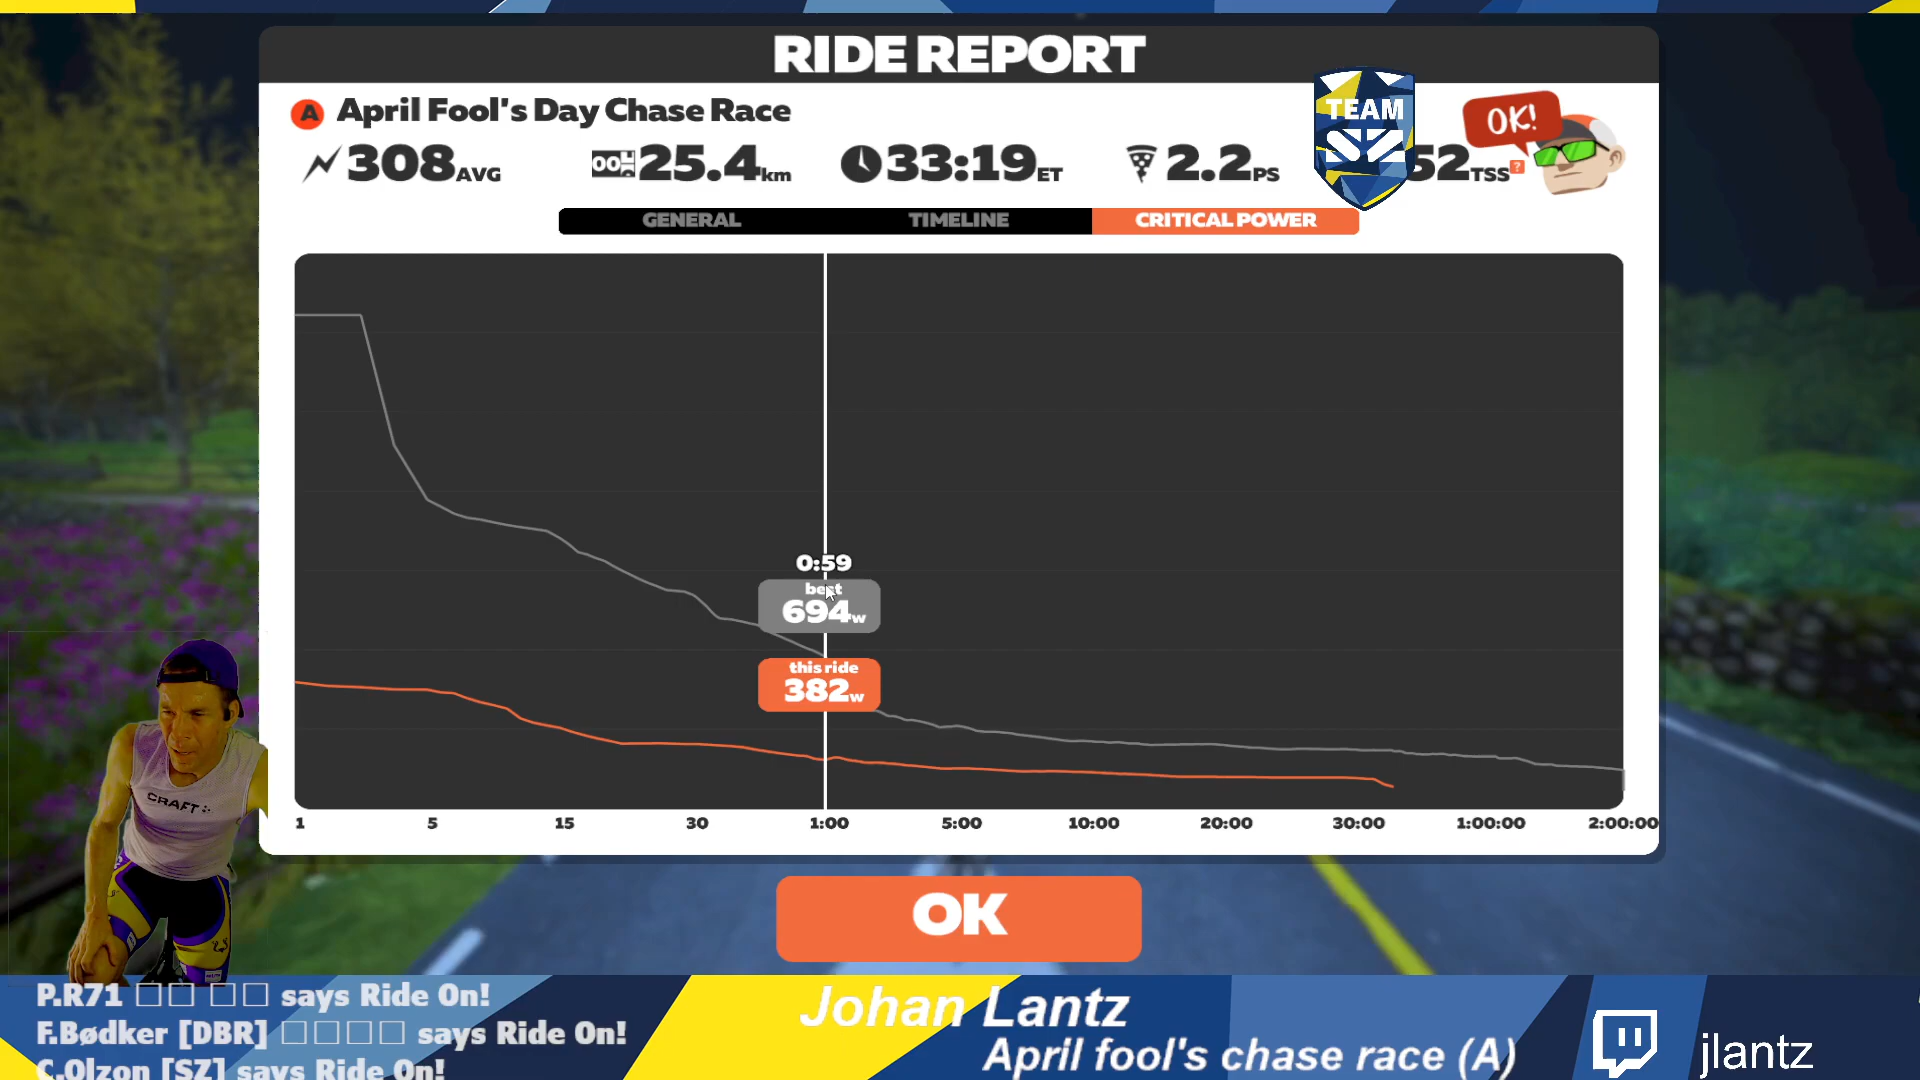 RIDE REPORT
A April Fool's Day Chase Race
308AVG 25.4km 33:19ET 2.2PS 52TSS ?
TEAM
SZ
OK!
GENERAL TIMELINE CRITICAL POWER
0:59
best
694w
this ride
382w
1 5 15 30 1:00 5:00 10:00 20:00 30:00 1:00:00 2:00:00
CRAFT
OK
P.R71 says Ride On!
F.Bødker [DBR] says Ride On!
C.Olzon [SZ] says Ride On!
Johan Lantz
April fool's chase race (A)
jlantz